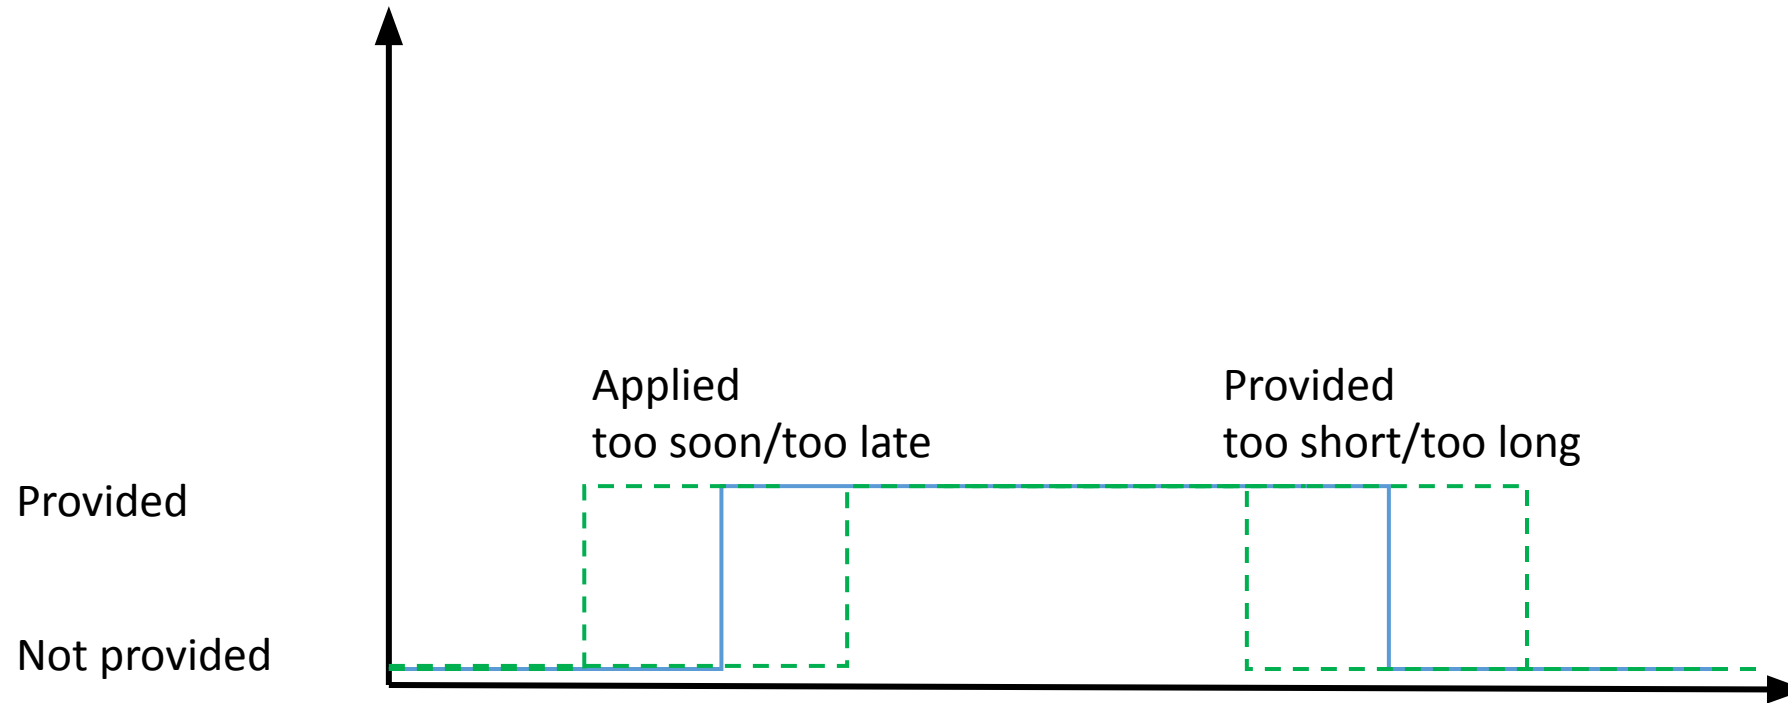 Applied
too soon/too late
Provided
too short/too long
Provided
Not provided